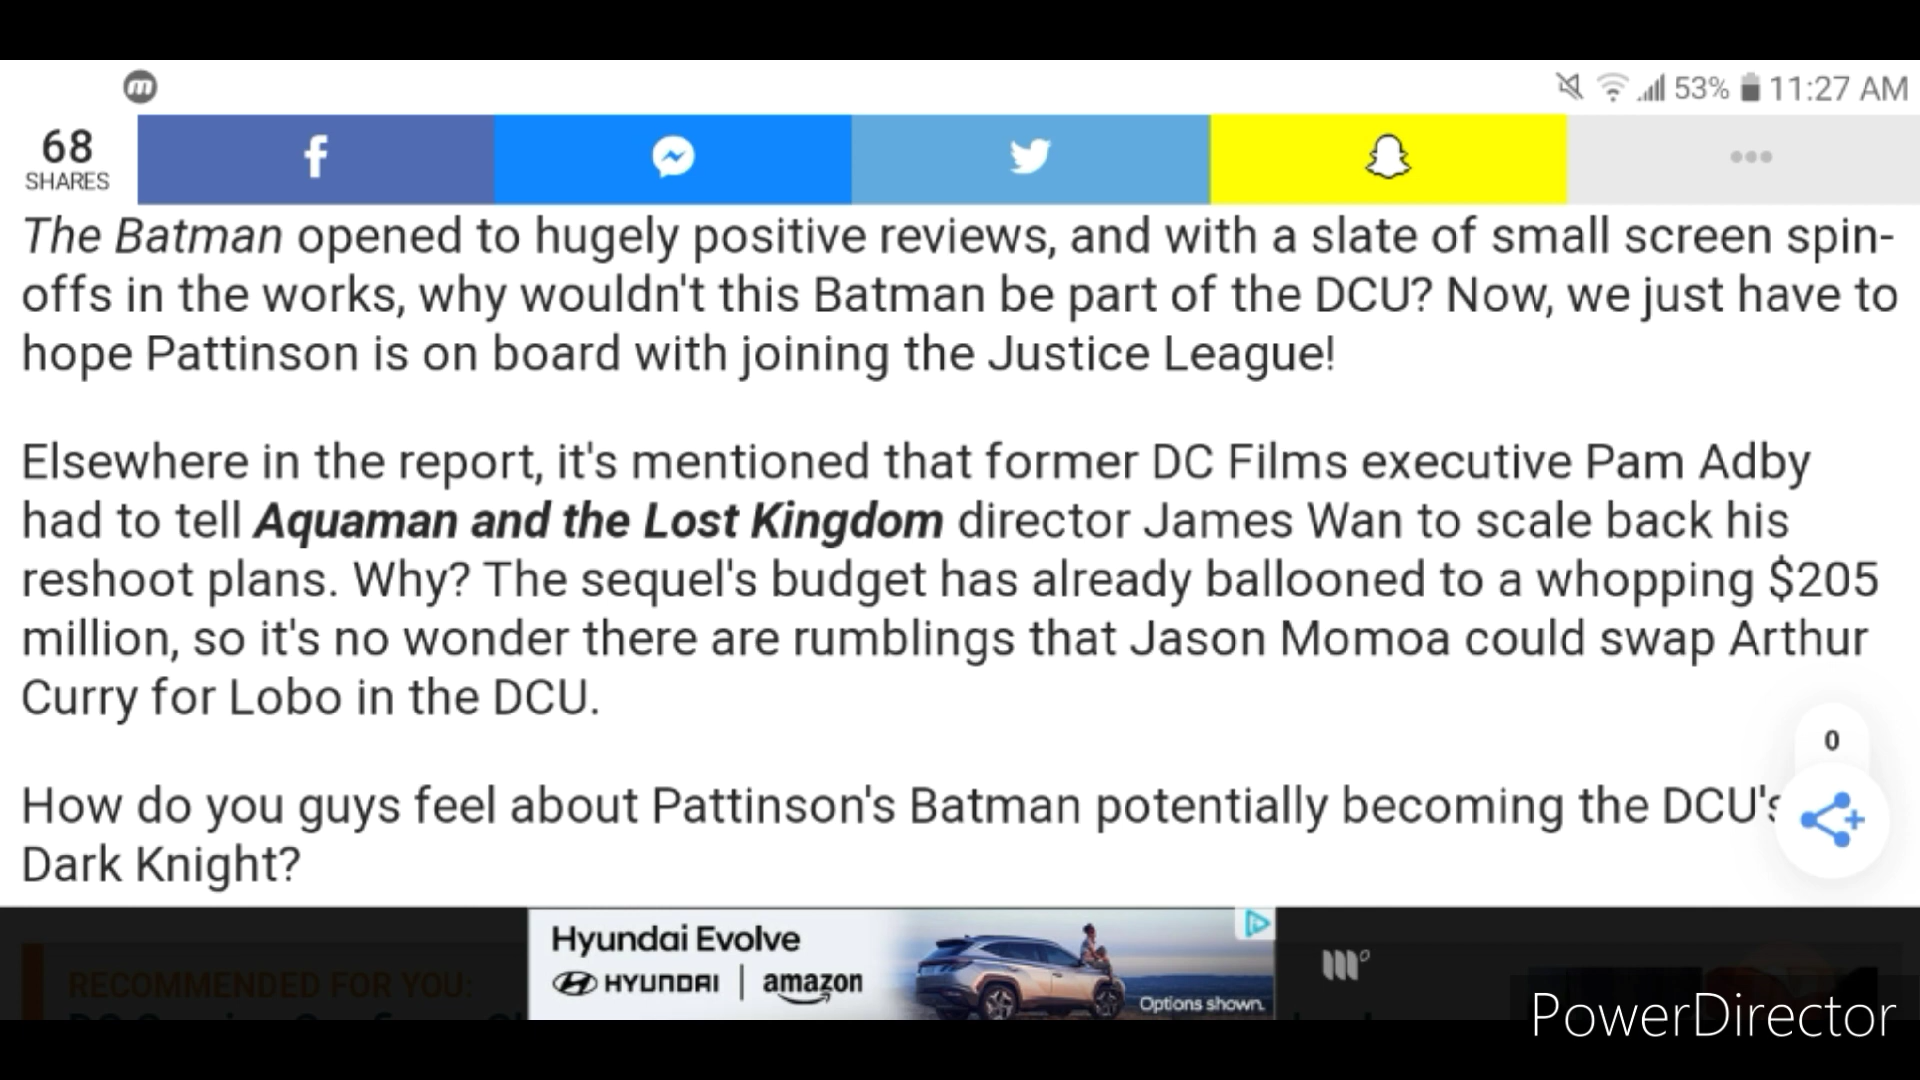 53% 11:27 AM
68
SHARES
The Batman opened to hugely positive reviews, and with a slate of small screen spin-
offs in the works, why wouldn't this Batman be part of the DCU? Now, we just have to
hope Pattinson is on board with joining the Justice League!
Elsewhere in the report, it's mentioned that former DC Films executive Pam Adby
had to tell Aquaman and the Lost Kingdom director James Wan to scale back his
reshoot plans. Why? The sequel's budget has already ballooned to a whopping $205
million, so it's no wonder there are rumblings that Jason Momoa could swap Arthur
Curry for Lobo in the DCU.
0
How do you guys feel about Pattinson's Batman potentially becoming the DCU's
Dark Knight?
Hyundai Evolve
HYUNDAI | amazon
Options shown.
RECOMMENDED FOR YOU:
PowerDirector